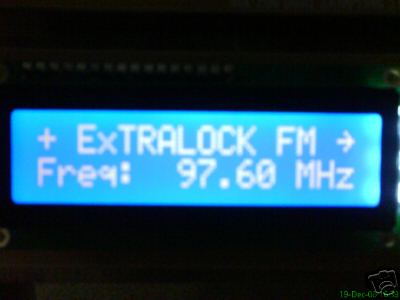 + ExTRALOCK FM →
Freq: 97.60 MHz